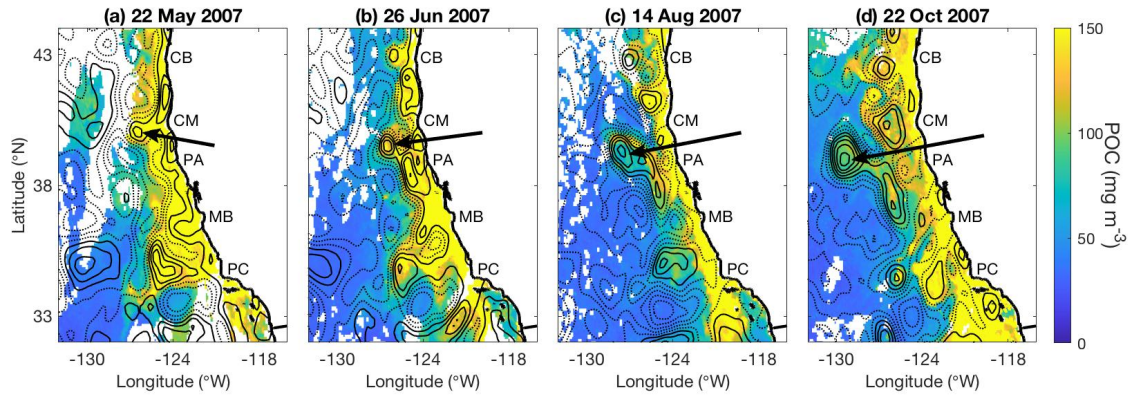 (a) 22 May 2007
(b) 26 Jun 2007
(c) 14 Aug 2007
(d) 22 Oct 2007
43
38
33
Latitude (°N)
CB
CM
PA
MB
PC
CB
CM
PA
MB
PC
CB
CM
PA
MB
PC
CB
CM
PA
MB
PC
-130
-124
-118
-130
-124
-118
-130
-124
-118
-130
-124
-118
Longitude (°W)
Longitude (°W)
Longitude (°W)
Longitude (°W)
150
100
50
0
POC (mg m⁻³)